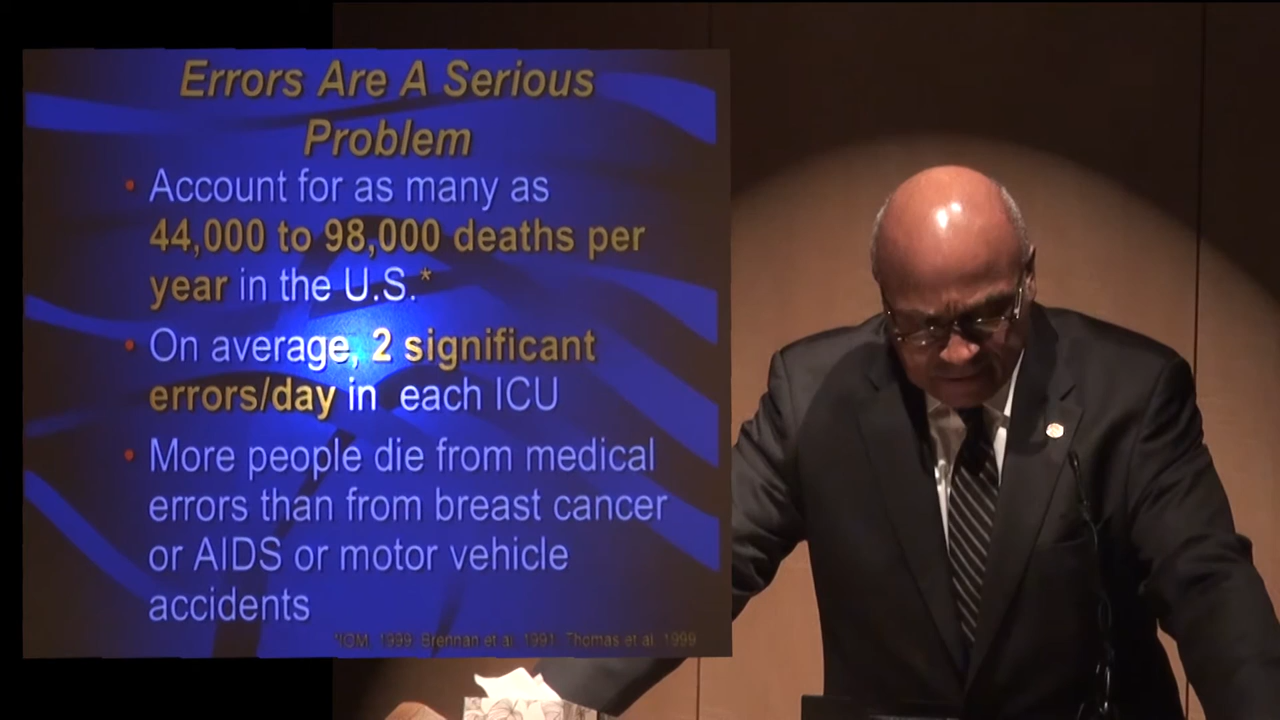 Errors Are A Serious
Problem
• Account for as many as
44,000 to 98,000 deaths per
year in the U.S.*
• On average, 2 significant
errors/day in  each ICU
• More people die from medical
errors than from breast cancer
or AIDS or motor vehicle
accidents
*IOM, 1999 Brennan et al. 1991 Thomas et al. 1999